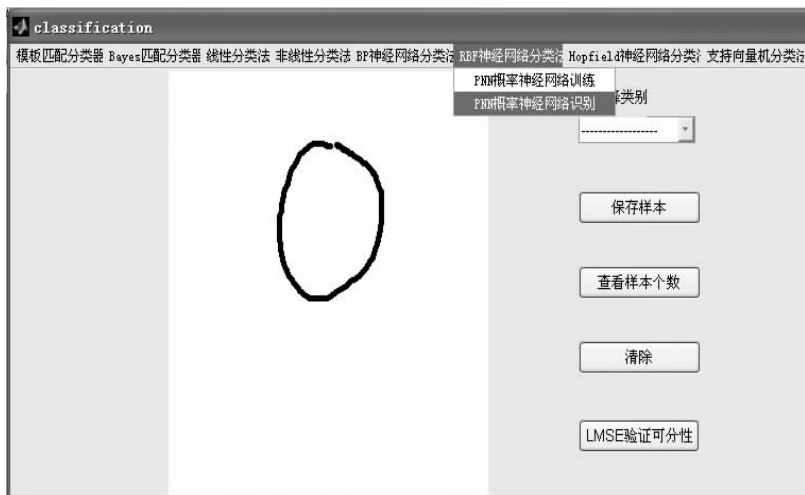 classification
模板匹配分类器 Bayes匹配分类器 线性分类法 非线性分类法 BP神经网络分类法 RBF神经网络分类法 Hopfield神经网络分类 支持向量机分类法
PNN概率神经网络训练
PNN概率神经网络识别
类别
------------------
保存样本
查看样本个数
清除
LMSE验证可分性